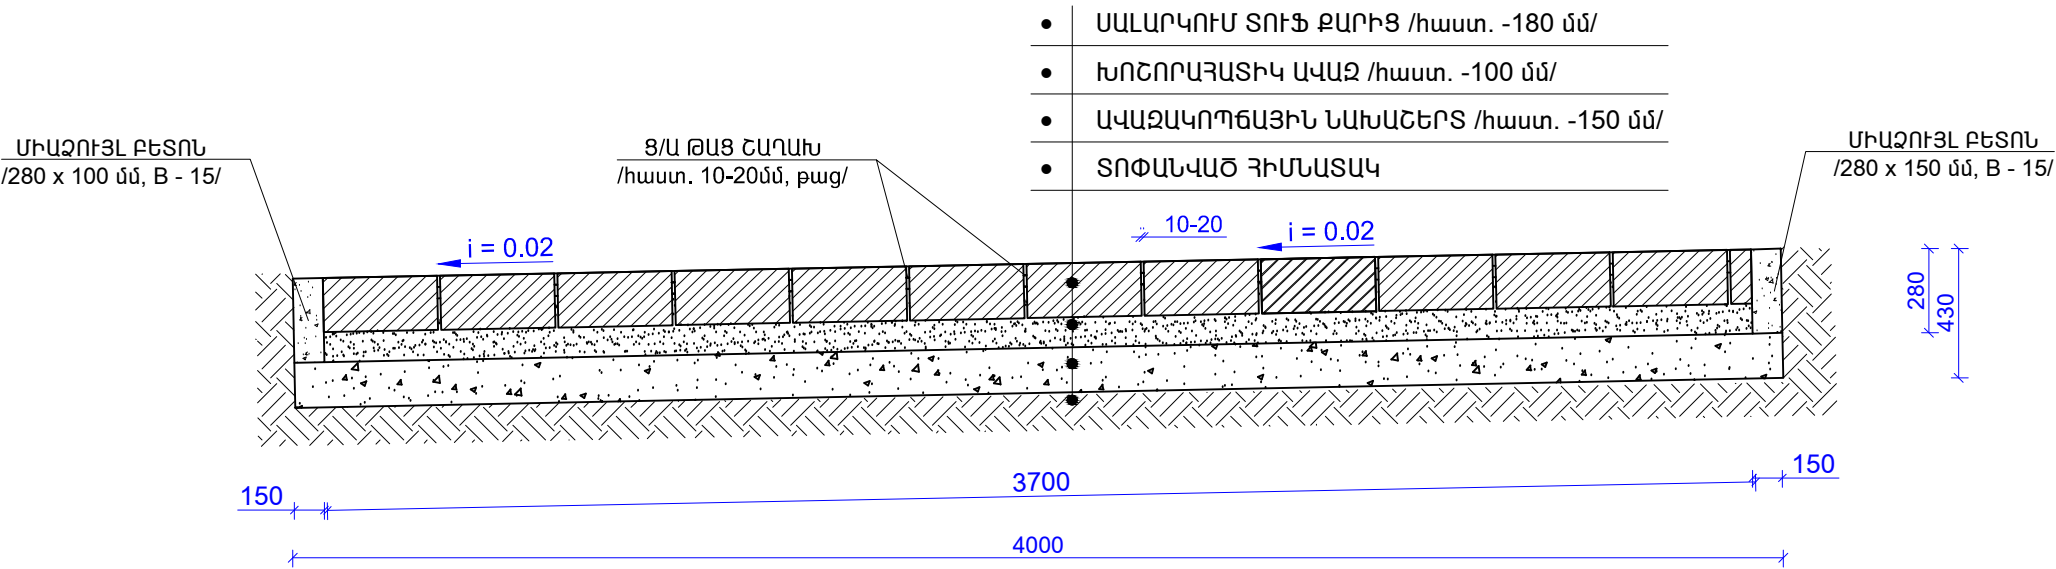 ՍԱԼԱՐԿՈՒՄ ՏՈՒՖ ՔԱՐԻՑ /հաստ. -180 մմ/
ԽՈՇՈՐԱՀԱՏԻԿ ԱՎԱԶ /հաստ. -100 մմ/
ԱՎԱԶԱԿՈՊՃԱՅԻՆ ՆԱԽԱՇԵՐՏ /հաստ. -150 մմ/
ՏՈՓԱՆՎԱԾ ՀԻՄՆԱՏԱԿ
ՄԻԱՁՈՒՅԼ ԲԵՏՈՆ
/280 x 100 մմ, B - 15/
Ց/Ա ԹԱՑ ՇԱՂԱԽ
/հաստ. 10-20մմ, թաց/
ՄԻԱՁՈՒՅԼ ԲԵՏՈՆ
/280 x 150 մմ, B - 15/
i = 0.02
10-20
i = 0.02
280
430
150
3700
150
4000